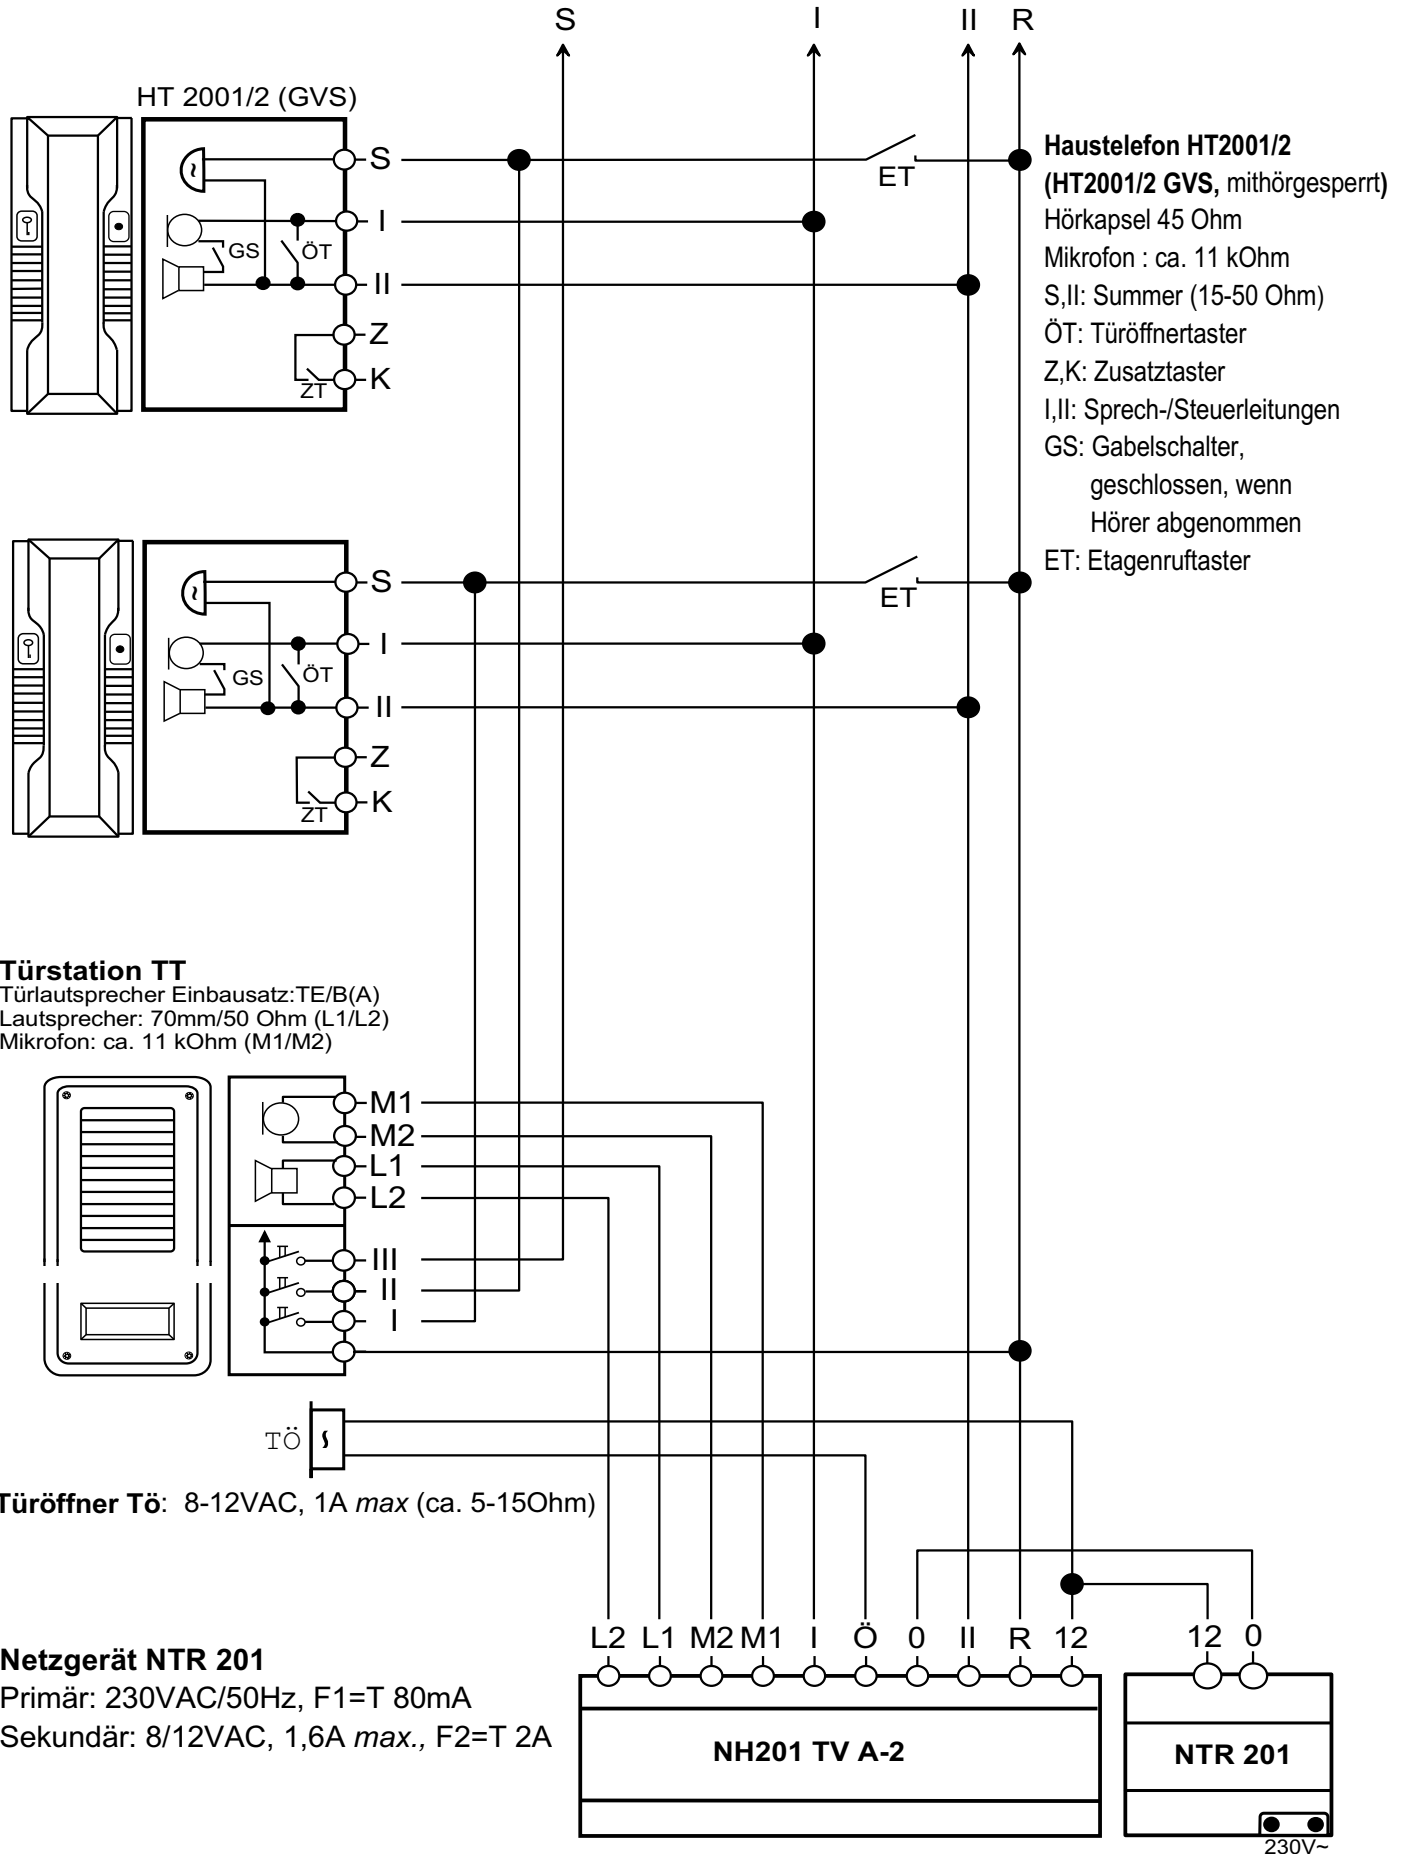 S I II R
HT 2001/2 (GVS)
S
I
II
Z
K
GS
ÖT
ZT
ET
Haustelefon HT2001/2
(HT2001/2 GVS, mithörgesperrt)
Hörkapsel 45 Ohm
Mikrofon : ca. 11 kOhm
S,II: Summer (15-50 Ohm)
ÖT: Türöffnertaster
Z,K: Zusatztaster
I,II: Sprech-/Steuerleitungen
GS: Gabelschalter,
geschlossen, wenn
Hörer abgenommen
ET: Etagenruftaster
S
I
II
Z
K
GS
ÖT
ZT
ET
Türstation TT
Türlautsprecher Einbausatz:TE/B(A)
Lautsprecher: 70mm/50 Ohm (L1/L2)
Mikrofon: ca. 11 kOhm (M1/M2)
M1
M2
L1
L2
III
II
I
TÖ
Türöffner Tö: 8-12VAC, 1A max (ca. 5-15Ohm)
L2 L1 M2 M1 I Ö 0 II R 12
12 0
Netzgerät NTR 201
Primär: 230VAC/50Hz, F1=T 80mA
Sekundär: 8/12VAC, 1,6A max., F2=T 2A
NH201 TV A-2
NTR 201
230V~